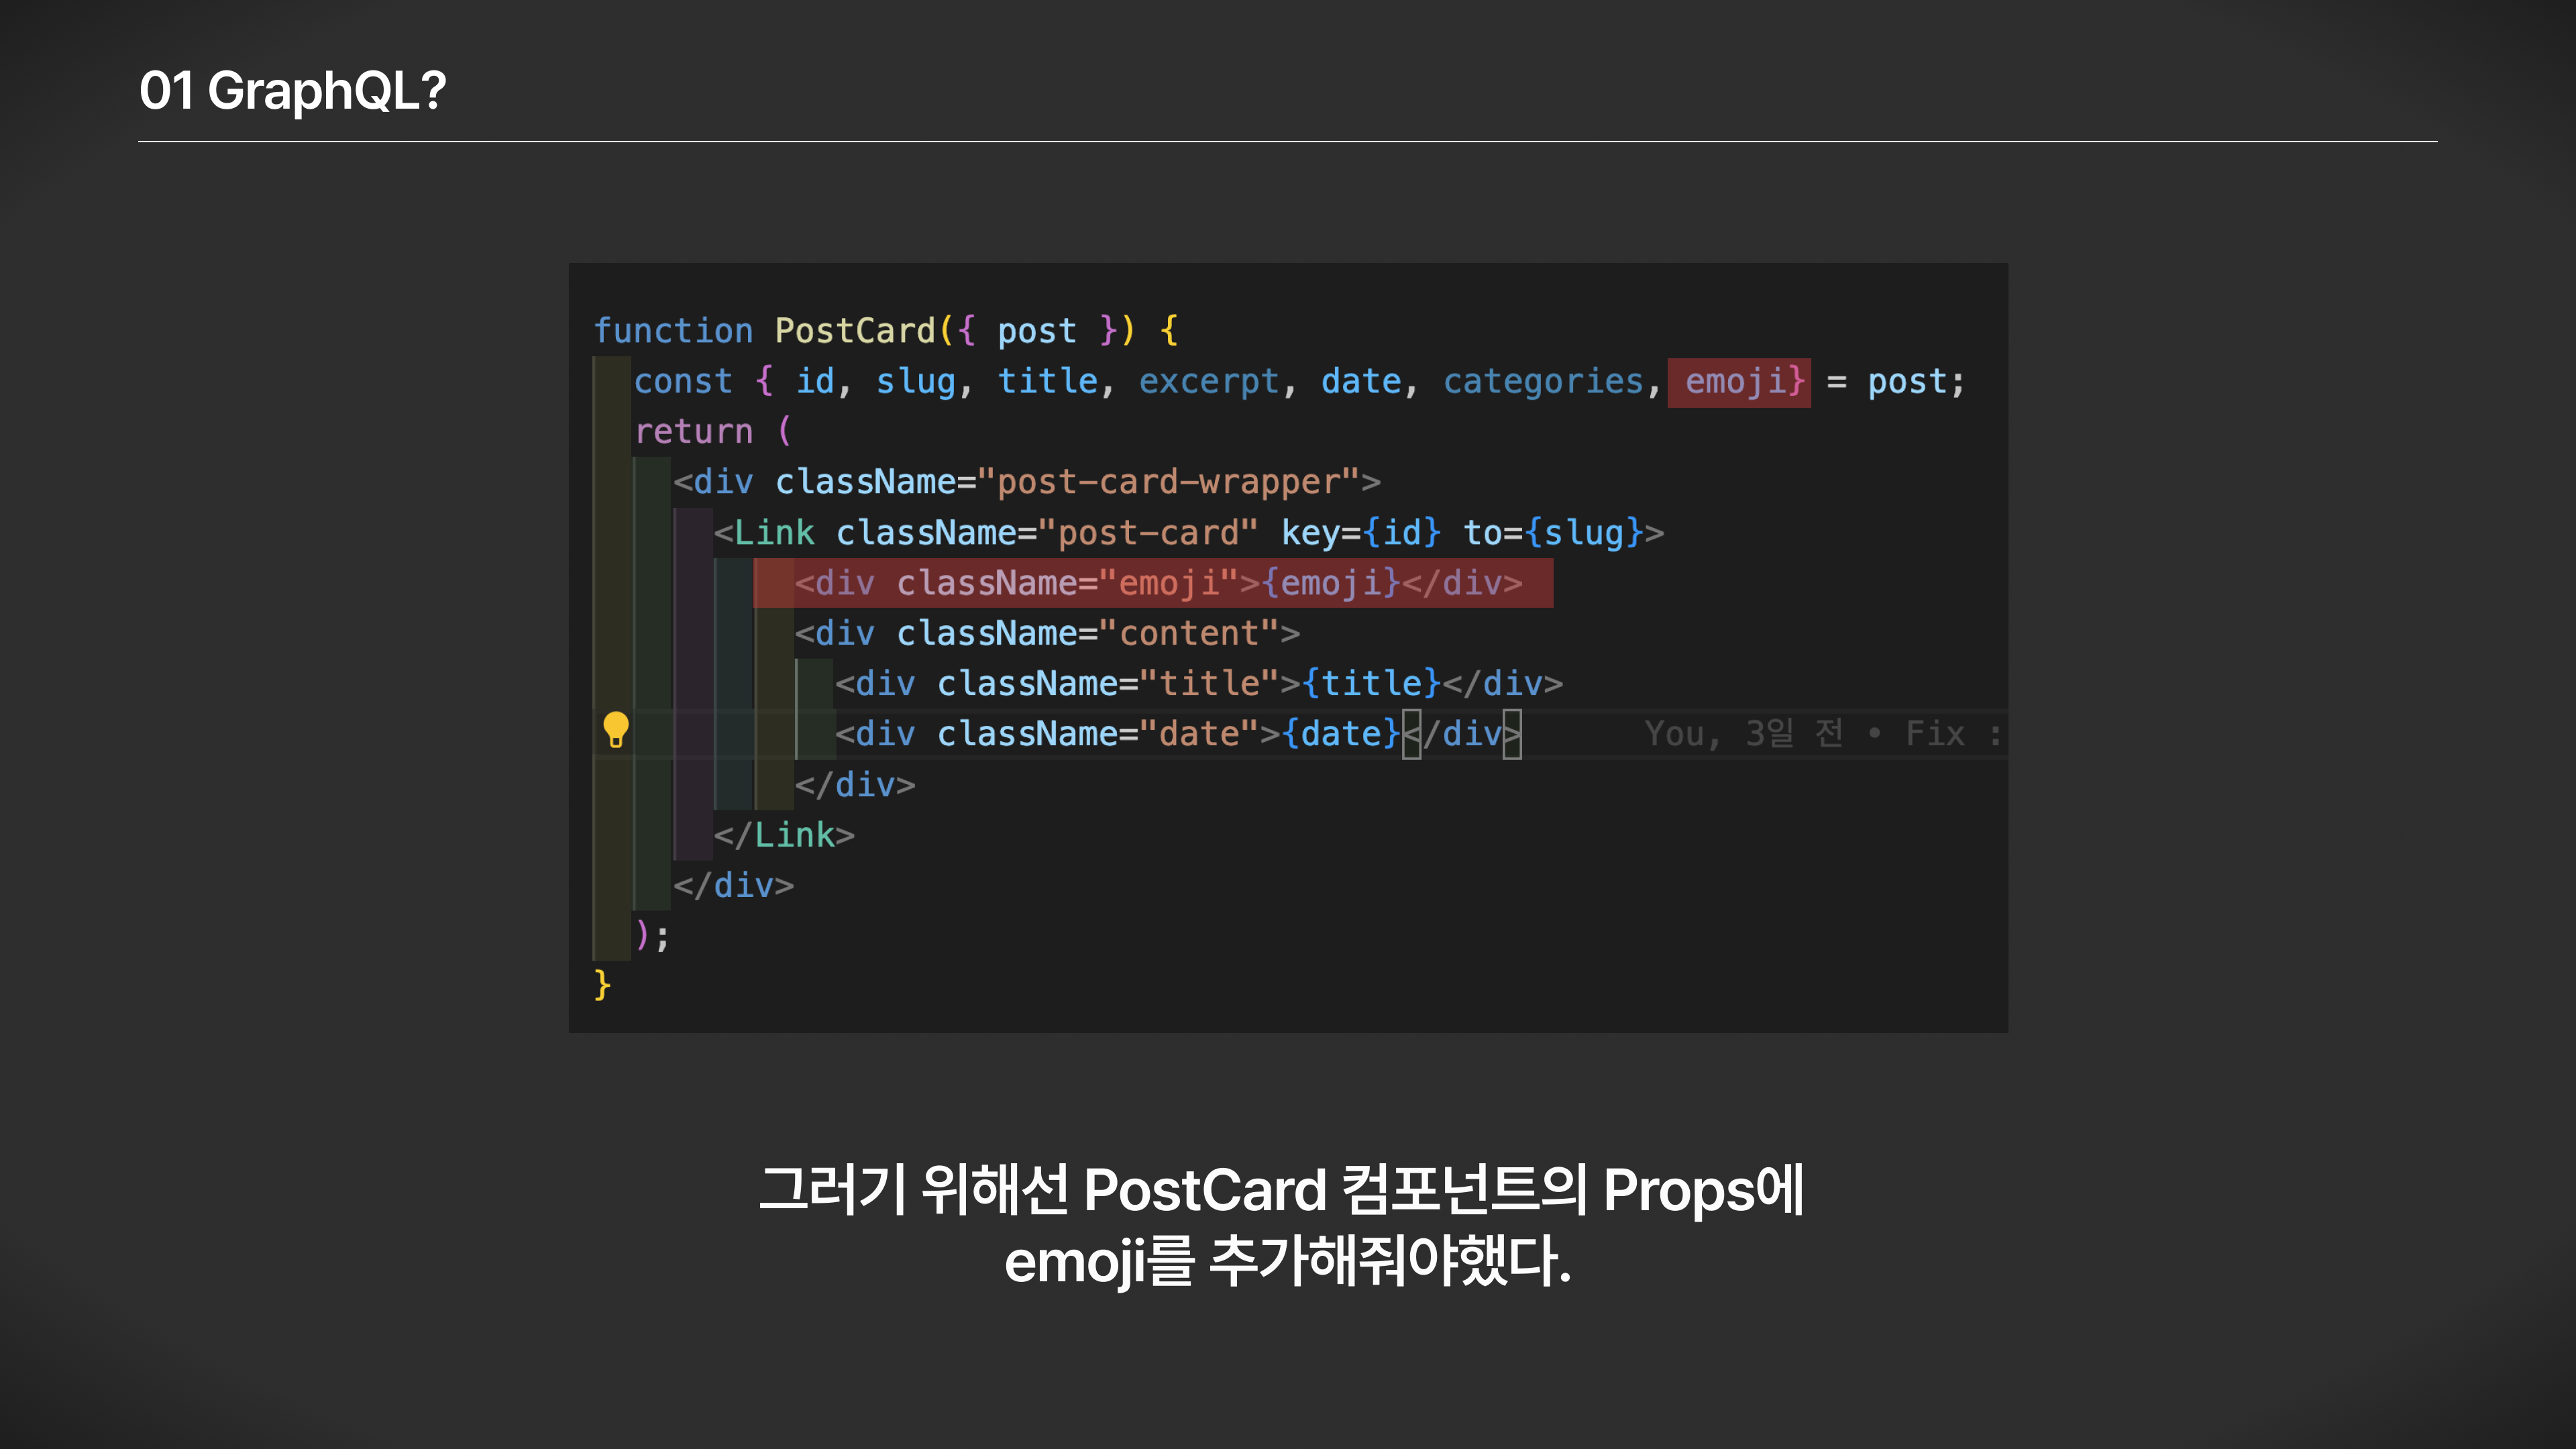 01 GraphQL?
function PostCard({ post }) {
const { id, slug, title, excerpt, date, categories, emoji} = post;
return (
<div className="post-card-wrapper">
<Link className="post-card" key={id} to={slug}>
<div className="emoji">{emoji}</div>
<div className="content">
<div className="title">{title}</div>
<div className="date">{date}</div> You, 3일 전 • Fix :
</div>
</Link>
</div>
);
}
그러기 위해선 PostCard 컴포넌트의 Props에
emoji를 추가해줘야했다.